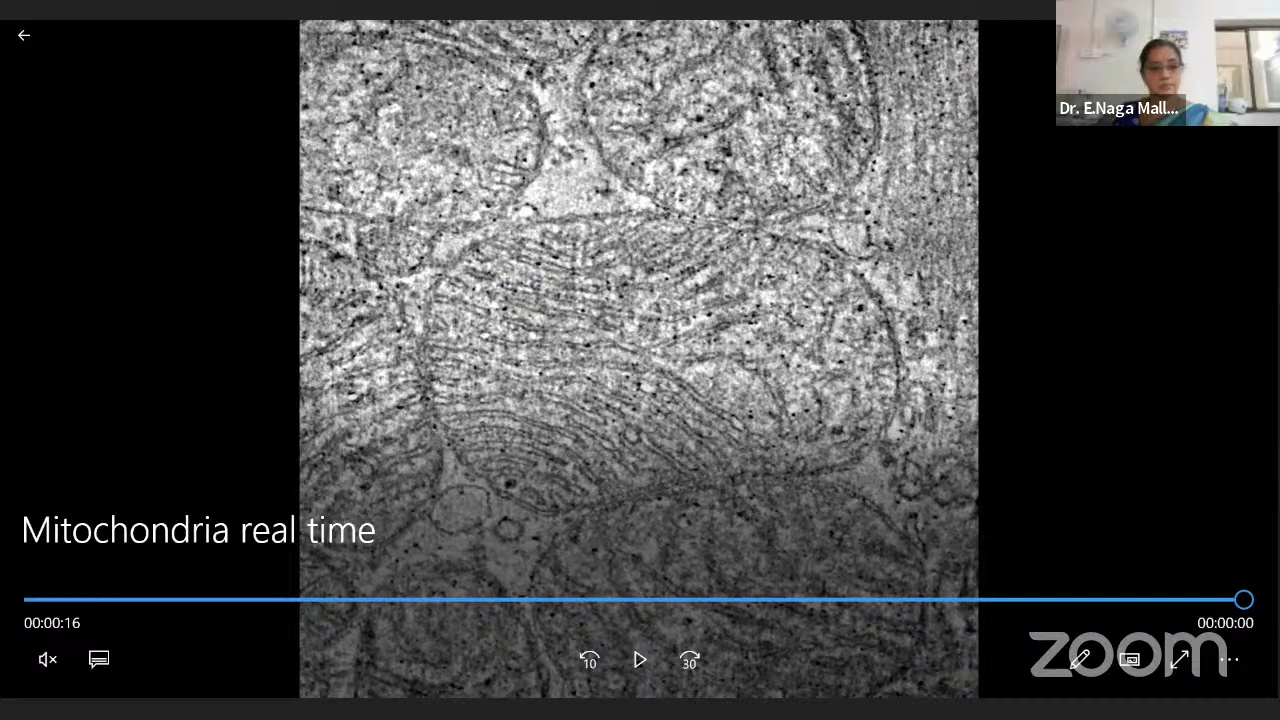 Dr. E.Naga Mall...
Mitochondria real time
00:00:16
00:00:00
10
30
zoom